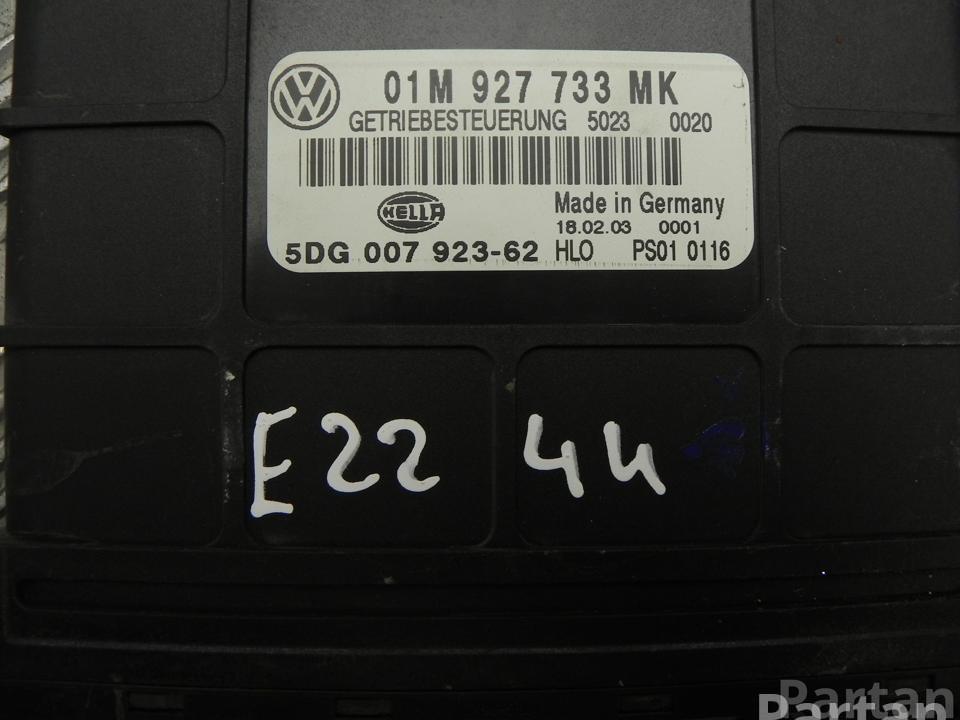 01M 927 733 MK
GETRIEBESTEUERUNG 5023 0020
HELLA
Made in Germany
18.02.03 0001
5DG 007 923-62 HLO PS01 0116
E22 44
Partan
Partan